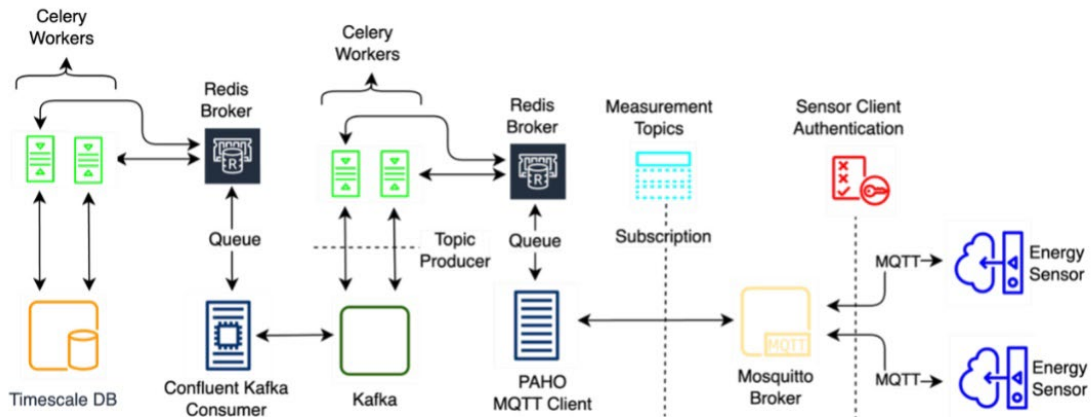 Celery
Workers
Redis
Broker
R
Queue
Timescale DB
Confluent Kafka
Consumer
Celery
Workers
Redis
Broker
R
Topic
Producer
Queue
Kafka
PAHO
MQTT Client
Measurement
Topics
Subscription
Sensor Client
Authentication
MQTT
Mosquitto
Broker
MQTT
Energy
Sensor
MQTT
Energy
Sensor